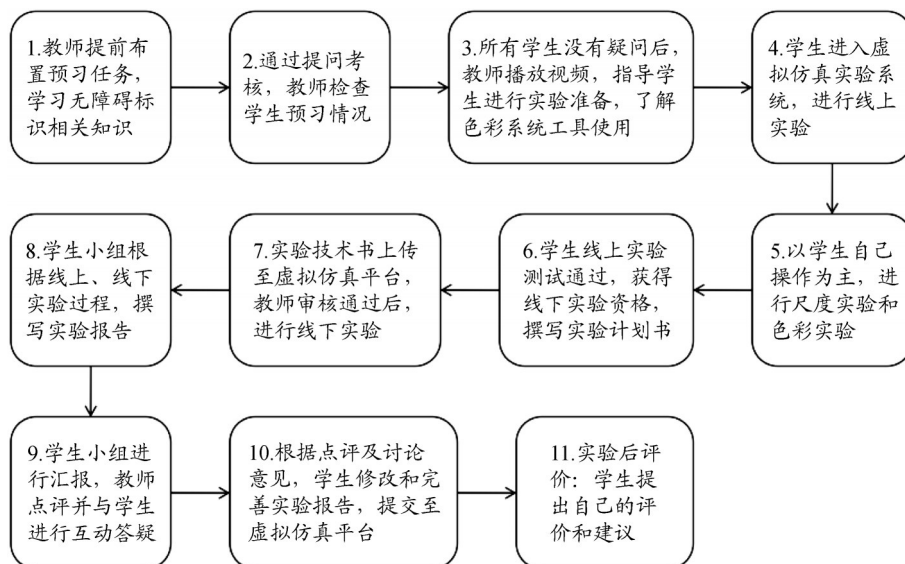 1.教师提前布
置预习任务，
学习无障碍标
识相关知识
2.通过提问考
核，教师检查
学生预习情况
3.所有学生没有疑问后，
教师播放视频，指导学
生进行实验准备，了解
色彩系统工具使用
4.学生进入虚
拟仿真实验系
统，进行线上
实验
5.以学生自己
操作为主，进
行尺度实验和
色彩实验
6.学生线上实验
测试通过，获得
线下实验资格，
撰写实验计划书
7.实验技术书上传
至虚拟仿真平台，
教师审核通过后，
进行线下实验
8.学生小组根
据线上、线下
实验过程，撰
写实验报告
9.学生小组进
行汇报，教师
点评并与学生
进行互动答疑
10.根据点评及讨论
意见，学生修改和完
善实验报告，提交至
虚拟仿真平台
11.实验后评
价：学生提
出自己的评
价和建议